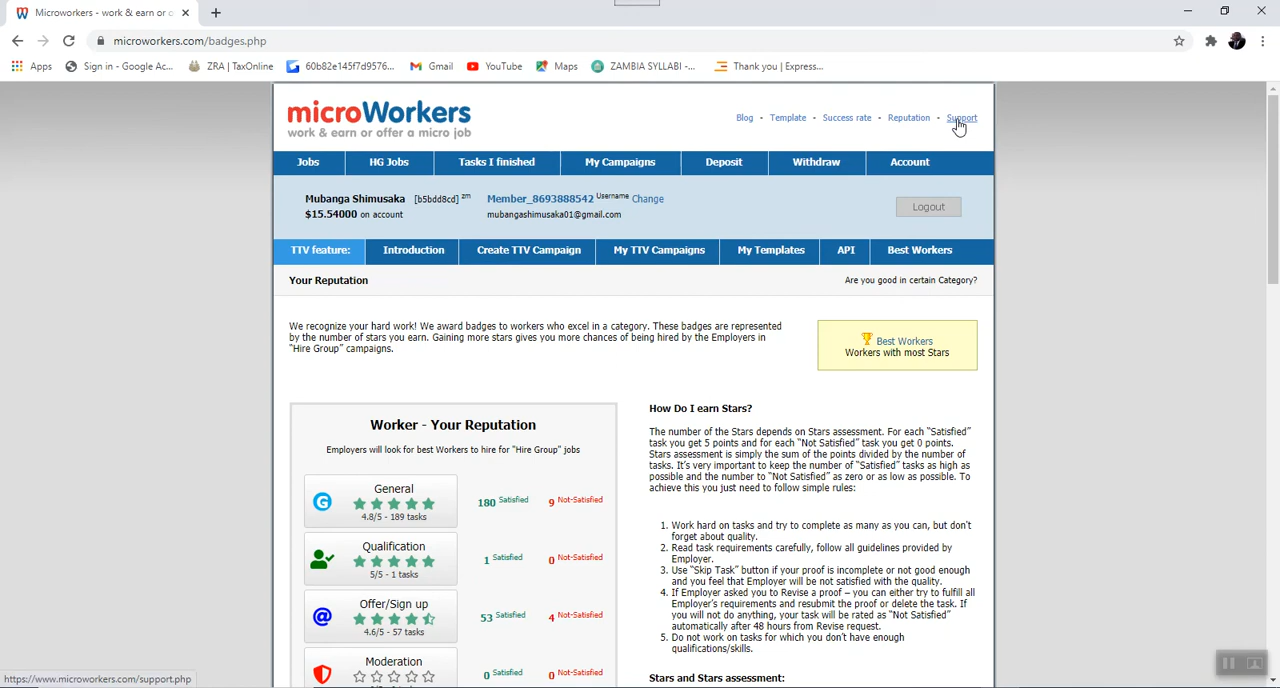 Microworkers - work & earn or o
microworkers.com/badges.php
Apps
Sign in - Google Ac...
ZRA | TaxOnline
60b82e145f7d9576...
Gmail
YouTube
Maps
ZAMBIA SYLLABI -...
Thank you | Express...
microWorkers
work & earn or offer a micro job
Blog - Template - Success rate - Reputation - Support
Jobs
HG Jobs
Tasks I finished
My Campaigns
Deposit
Withdraw
Account
Mubanga Shimusaka [b5bdd8cd] zm
$15.54000 on account
Member_8693888542 Username Change
mubangashimusaka01@gmail.com
Logout
TTV feature:
Introduction
Create TTV Campaign
My TTV Campaigns
My Templates
API
Best Workers
Your Reputation
Are you good in certain Category?
We recognize your hard work! We award badges to workers who excel in a category. These badges are represented
by the number of stars you earn. Gaining more stars gives you more chances of being hired by the Employers in
"Hire Group" campaigns.
Best Workers
Workers with most Stars
Worker - Your Reputation
Employers will look for best Workers to hire for "Hire Group" jobs
General
4.8/5 - 189 tasks
180 Satisfied
9 Not-Satisfied
Qualification
5/5 - 1 tasks
1 Satisfied
0 Not-Satisfied
Offer/Sign up
4.6/5 - 57 tasks
53 Satisfied
4 Not-Satisfied
Moderation
0 Satisfied
0 Not-Satisfied
How Do I earn Stars?
The number of the Stars depends on Stars assessment. For each "Satisfied"
task you get 5 points and for each "Not Satisfied" task you get 0 points.
Stars assessment is simply the sum of the points divided by the number of
tasks. It's very important to keep the number of "Satisfied" tasks as high as
possible and the number to "Not Satisfied" as zero or as low as possible. To
achieve this you just need to follow simple rules:
1. Work hard on tasks and try to complete as many as you can, but don't
forget about quality.
2. Read task requirements carefully, follow all guidelines provided by
Employer.
3. Use "Skip Task" button if your proof is incomplete or not good enough
and you feel that Employer will be not satisfied with the quality.
4. If Employer asked you to Revise a proof – you can either try to fulfill all
Employer's requirements and resubmit the proof or delete the task. If
you will not do anything, your task will be rated as "Not Satisfied"
automatically after 48 hours from Revise request.
5. Do not work on tasks for which you don't have enough
qualifications/skills.
Stars and Stars assessment:
https://www.microworkers.com/support.php